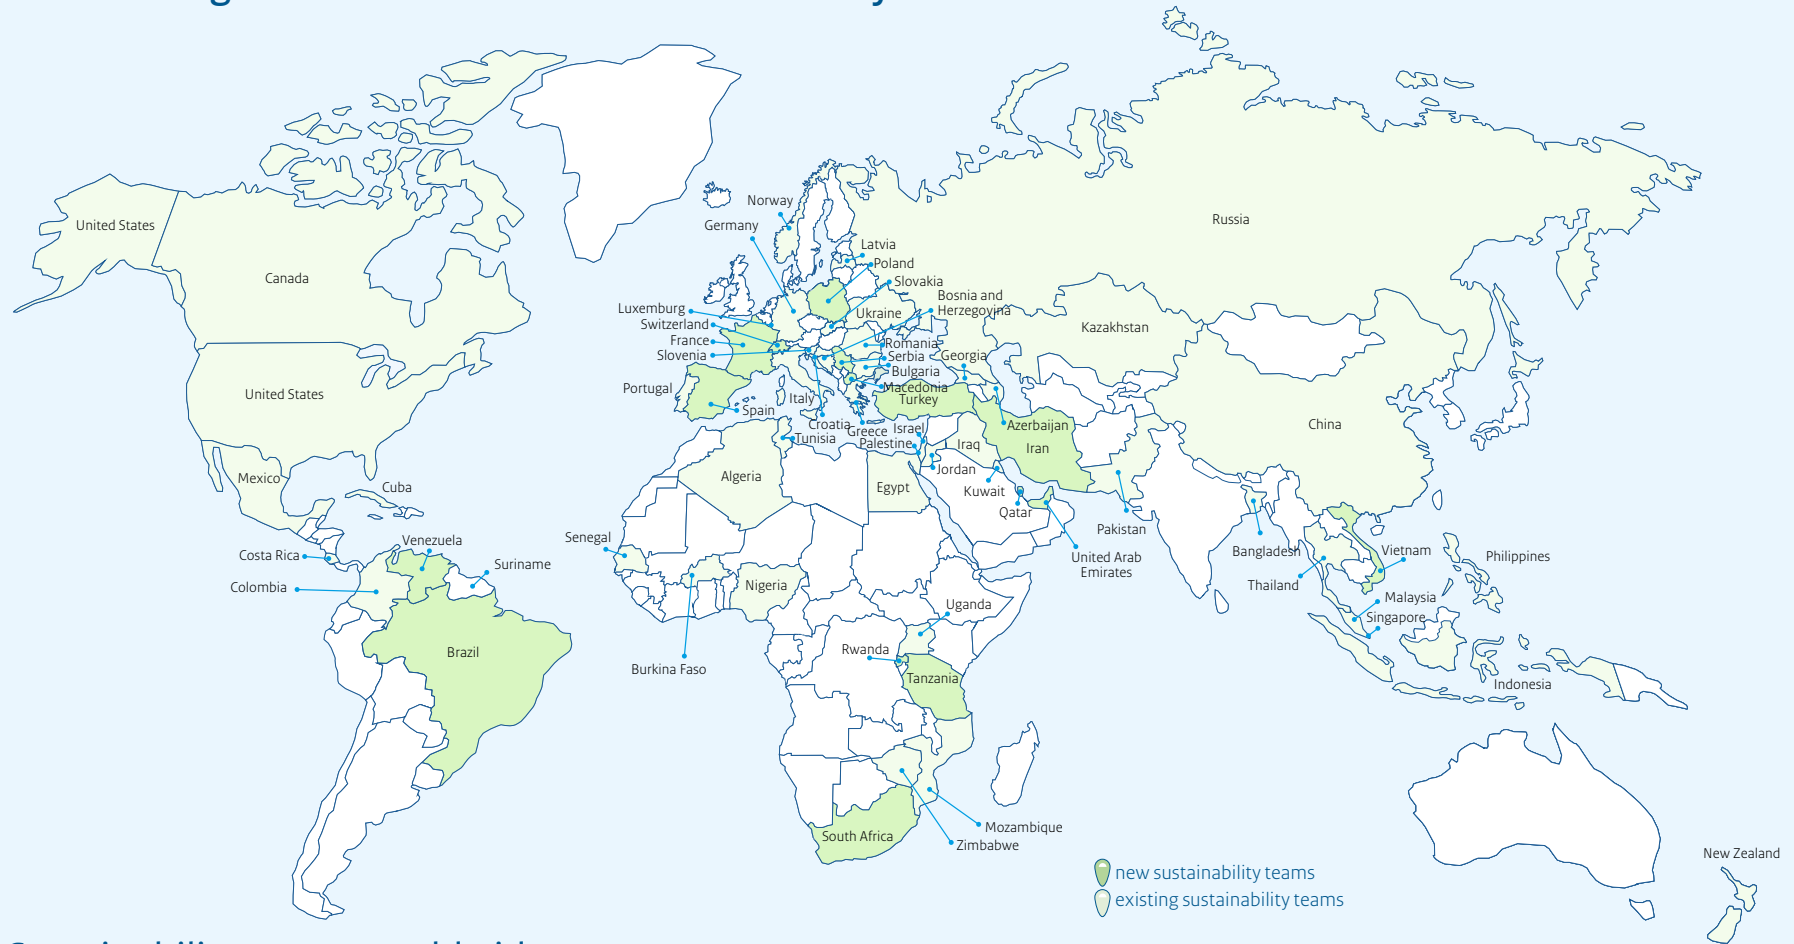 United States
Canada
United States
Mexico
Cuba
Costa Rica
Colombia
Venezuela
Suriname
Brazil
Norway
Germany
Latvia
Poland
Slovakia
Bosnia and
Herzegovina
Ukraine
Luxemburg
Switzerland
France
Slovenia
Romania
Serbia
Bulgaria
Macedonia
Georgia
Portugal
Spain
Italy
Croatia
Greece
Turkey
Azerbaijan
Iran
Iraq
Israel
Palestine
Jordan
Kuwait
Qatar
United Arab
Emirates
Tunisia
Algeria
Egypt
Senegal
Burkina Faso
Nigeria
Uganda
Rwanda
Tanzania
Mozambique
Zimbabwe
South Africa
Russia
Kazakhstan
China
Pakistan
Bangladesh
Thailand
Vietnam
Philippines
Malaysia
Singapore
Indonesia
New Zealand
new sustainability teams
existing sustainability teams